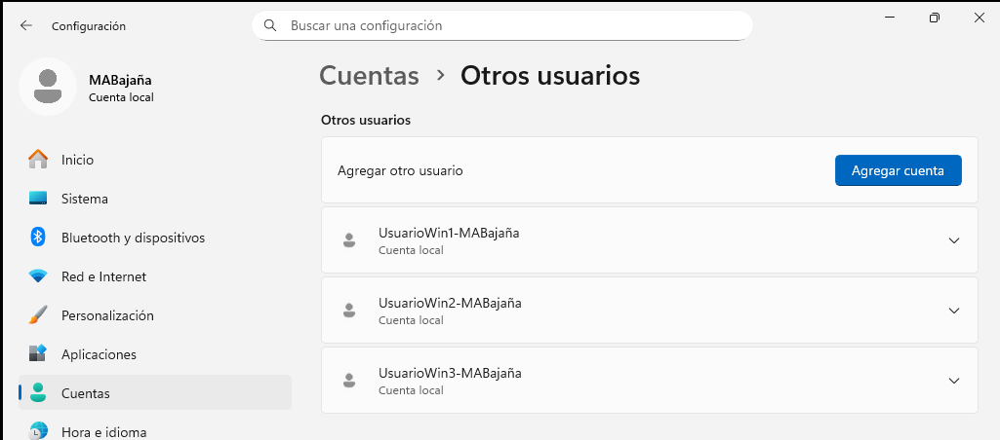 Configuración
Buscar una configuración
MABajaña
Cuenta local
Inicio
Sistema
Bluetooth y dispositivos
Red e Internet
Personalización
Aplicaciones
Cuentas
Hora e idioma
Cuentas > Otros usuarios
Otros usuarios
Agregar otro usuario
Agregar cuenta
UsuarioWin1-MABajaña
Cuenta local
UsuarioWin2-MABajaña
Cuenta local
UsuarioWin3-MABajaña
Cuenta local